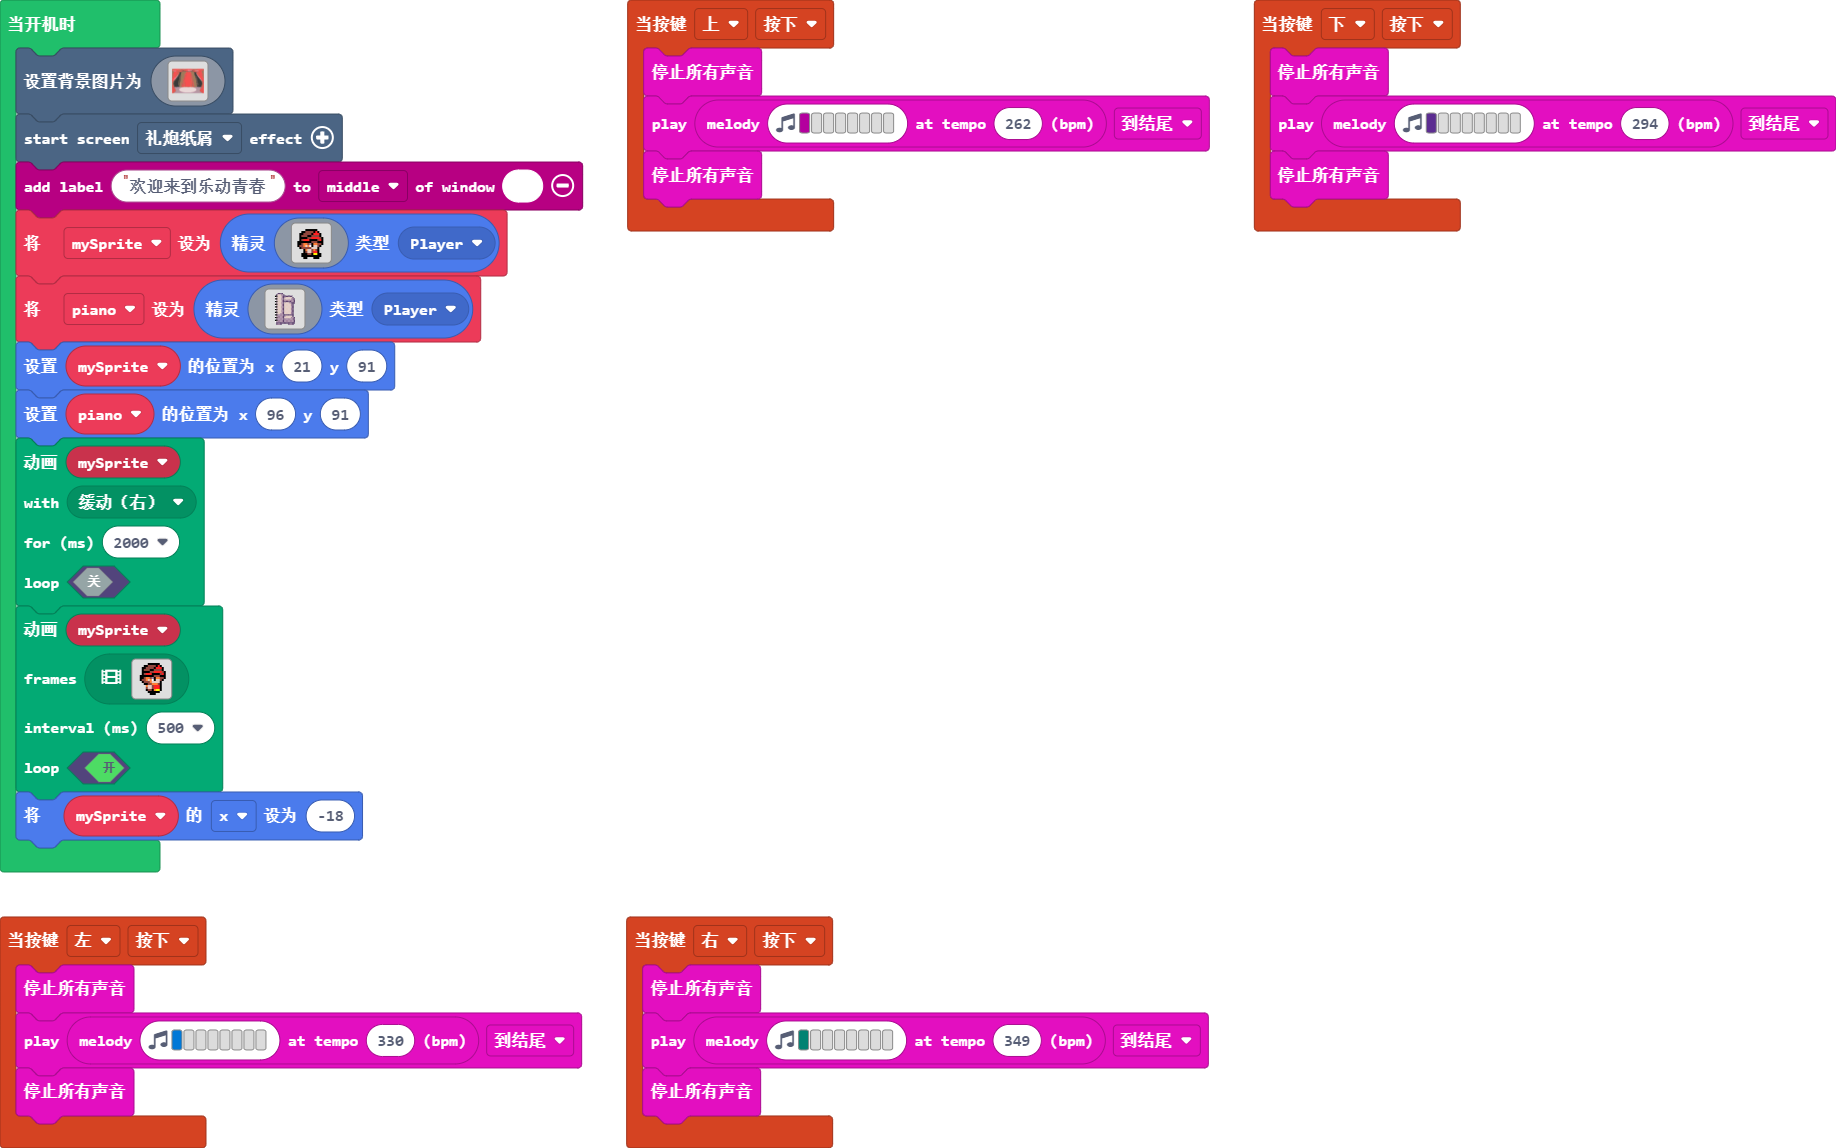 当开机时
设置背景图片为
start screen 礼炮纸屑 effect
add label "欢迎来到乐动青春" to middle of window
将 mySprite 设为 精灵 类型 Player
将 piano 设为 精灵 类型 Player
设置 mySprite 的位置为 x 21 y 91
设置 piano 的位置为 x 96 y 91
动画 mySprite
with 缓动（右）
for (ms) 2000
loop 关
动画 mySprite
frames
interval (ms) 500
loop 开
将 mySprite 的 x 设为 -18
当按键 上 按下
停止所有声音
play melody at tempo 262 (bpm) 到结尾
停止所有声音
当按键 下 按下
停止所有声音
play melody at tempo 294 (bpm) 到结尾
停止所有声音
当按键 左 按下
停止所有声音
play melody at tempo 330 (bpm) 到结尾
停止所有声音
当按键 右 按下
停止所有声音
play melody at tempo 349 (bpm) 到结尾
停止所有声音